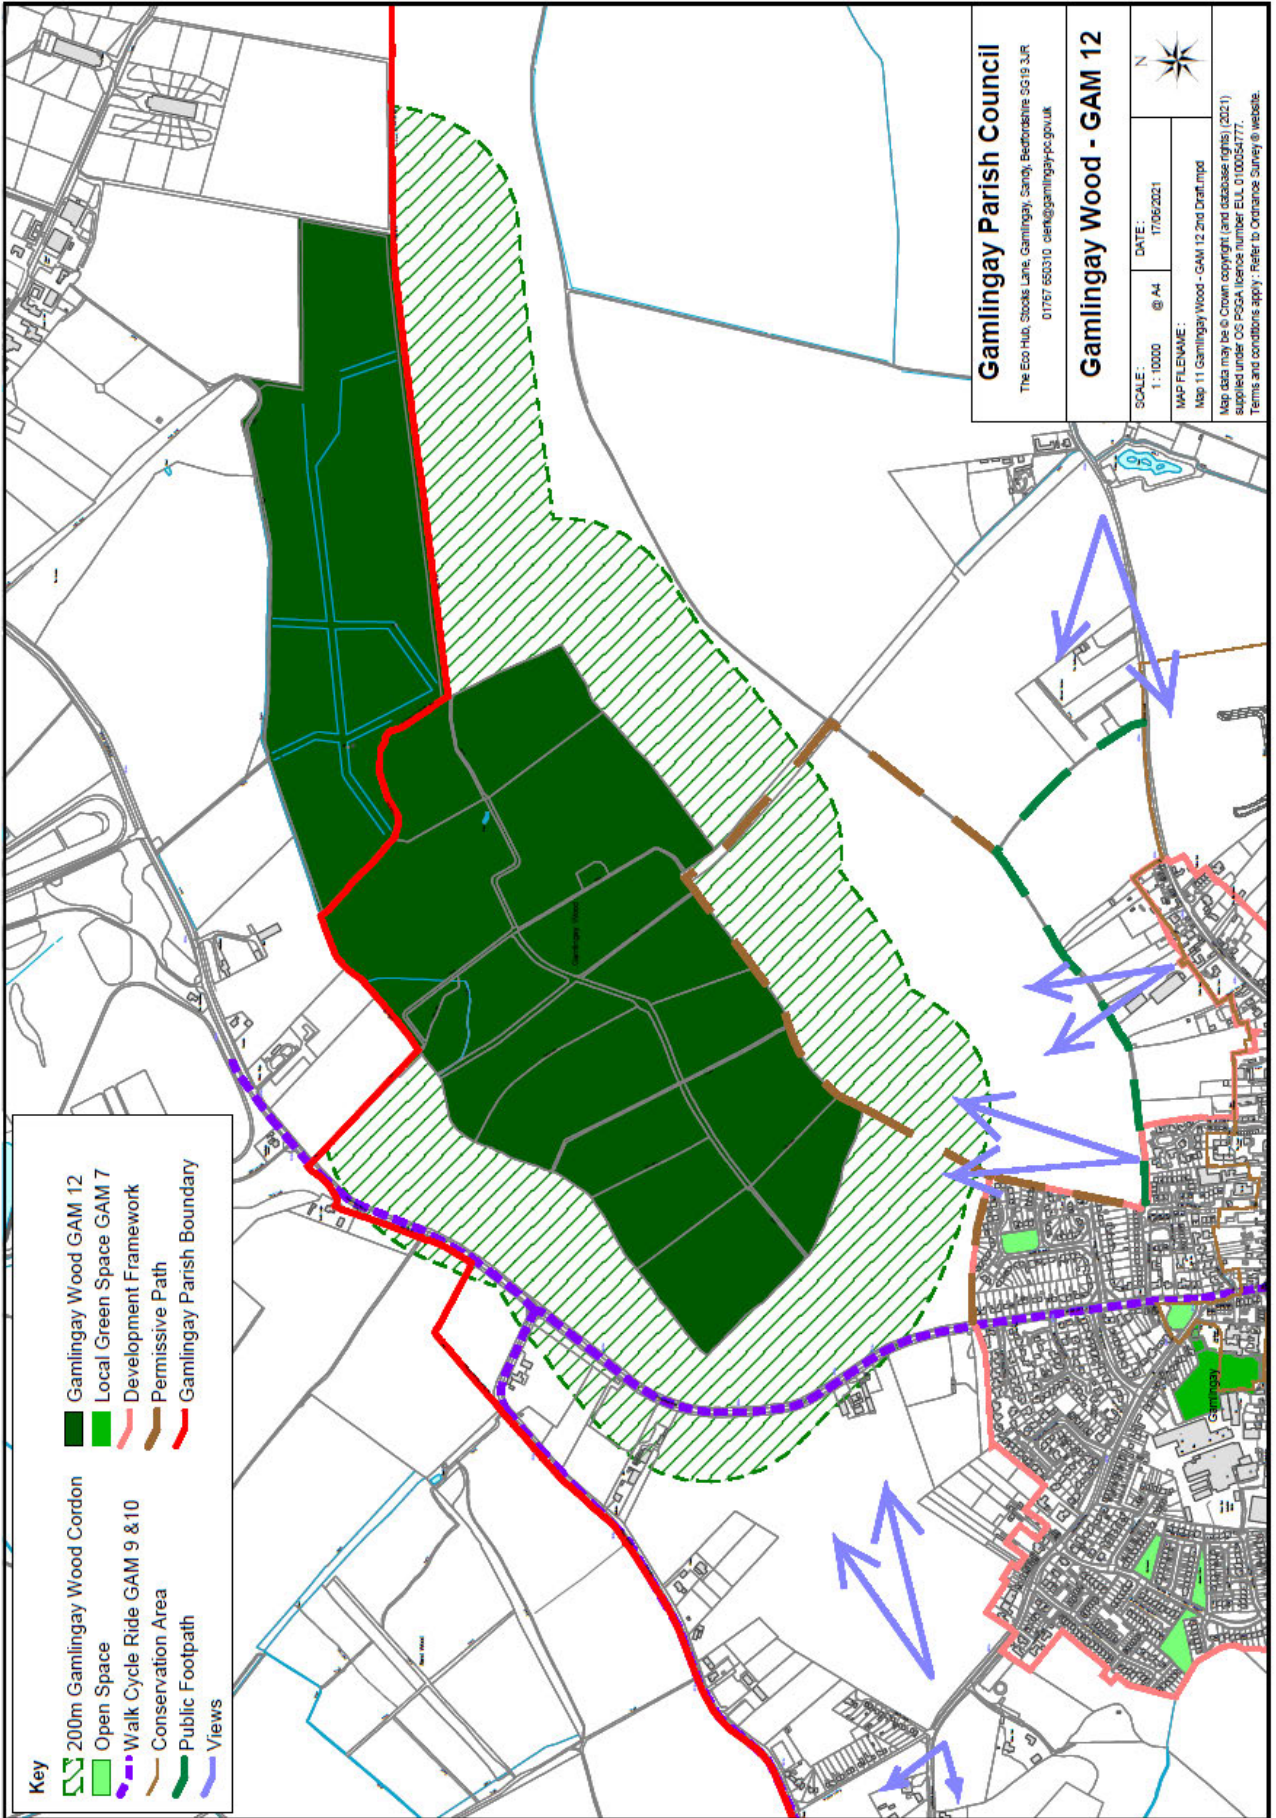 Key
200m Gamlingay Wood Cordon
Open Space
Walk Cycle Ride GAM 9 &10
Conservation Area
Public Footpath
Views
Gamlingay Wood GAM 12
Local Green Space GAM 7
Development Framework
Permissive Path
Gamlingay Parish Boundary
Gamlingay Wood
Gamlingay
Gamlingay Parish Council
The Eco Hub, Stocks Lane, Gamlingay, Sandy, Bedfordshire SG19 3JR
01767 650310 clerk@gamlingay-pc.gov.uk
Gamlingay Wood - GAM 12
SCALE :
1 : 10000 @ A4
DATE :
17/06/2021
N
MAP FILENAME :
Map 11 Gamlingay Wood - GAM 12 2nd Draft.mpd
Map data may be © Crown copyright (and database rights) (2021)
supplied under OS PSGA licence number EUL 0100054777.
Terms and conditions apply : Refer to Ordnance Survey ® website.